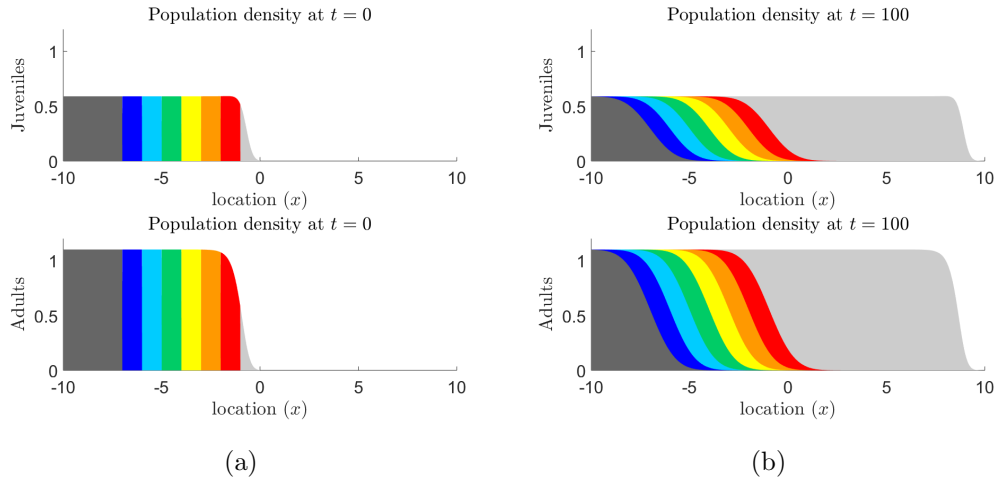 Population density at t = 0
Juveniles
1
0.5
0
-10 -5 0 5 10
location (x)
Population density at t = 0
Adults
1
0.5
0
-10 -5 0 5 10
location (x)
(a)
Population density at t = 100
Juveniles
1
0.5
0
-10 -5 0 5 10
location (x)
Population density at t = 100
Adults
1
0.5
0
-10 -5 0 5 10
location (x)
(b)